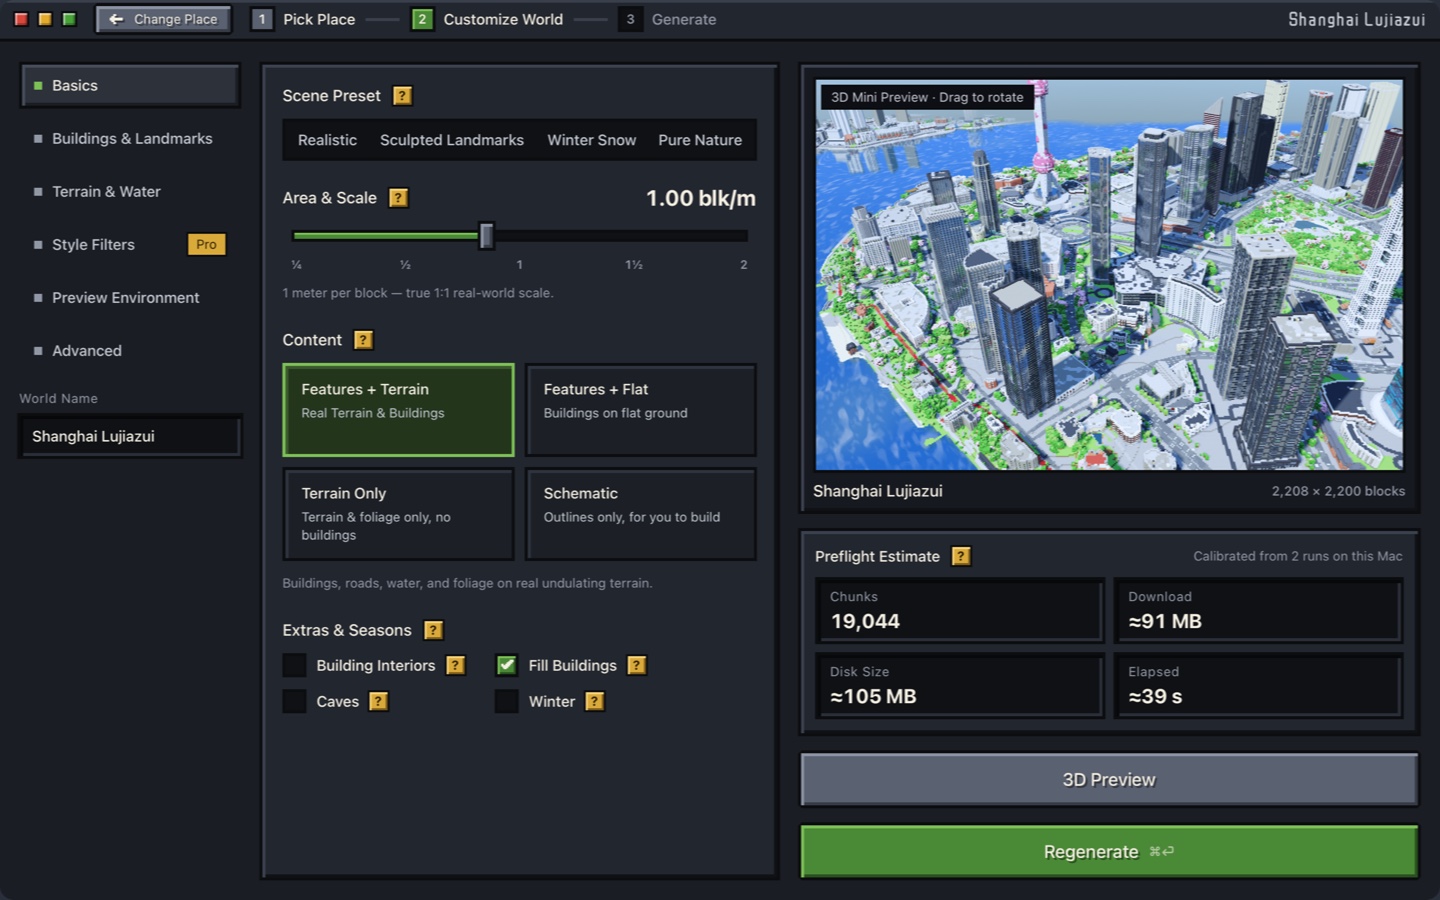 Change Place
1 Pick Place
2 Customize World
3 Generate
Shanghai Lujiazui
Basics
Buildings & Landmarks
Terrain & Water
Style Filters Pro
Preview Environment
Advanced
World Name
Shanghai Lujiazui
Scene Preset ?
Realistic Sculpted Landmarks Winter Snow Pure Nature
Area & Scale ? 1.00 blk/m
¼ ½ 1 1½ 2
1 meter per block — true 1:1 real-world scale.
Content ?
Features + Terrain
Real Terrain & Buildings
Features + Flat
Buildings on flat ground
Terrain Only
Terrain & foliage only, no
buildings
Schematic
Outlines only, for you to build
Buildings, roads, water, and foliage on real undulating terrain.
Extras & Seasons ?
Building Interiors ? Fill Buildings ?
Caves ? Winter ?
3D Mini Preview · Drag to rotate
Shanghai Lujiazui 2,208 × 2,200 blocks
Preflight Estimate ? Calibrated from 2 runs on this Mac
Chunks
19,044
Download
≈91 MB
Disk Size
≈105 MB
Elapsed
≈39 s
3D Preview
Regenerate ⌘⏎